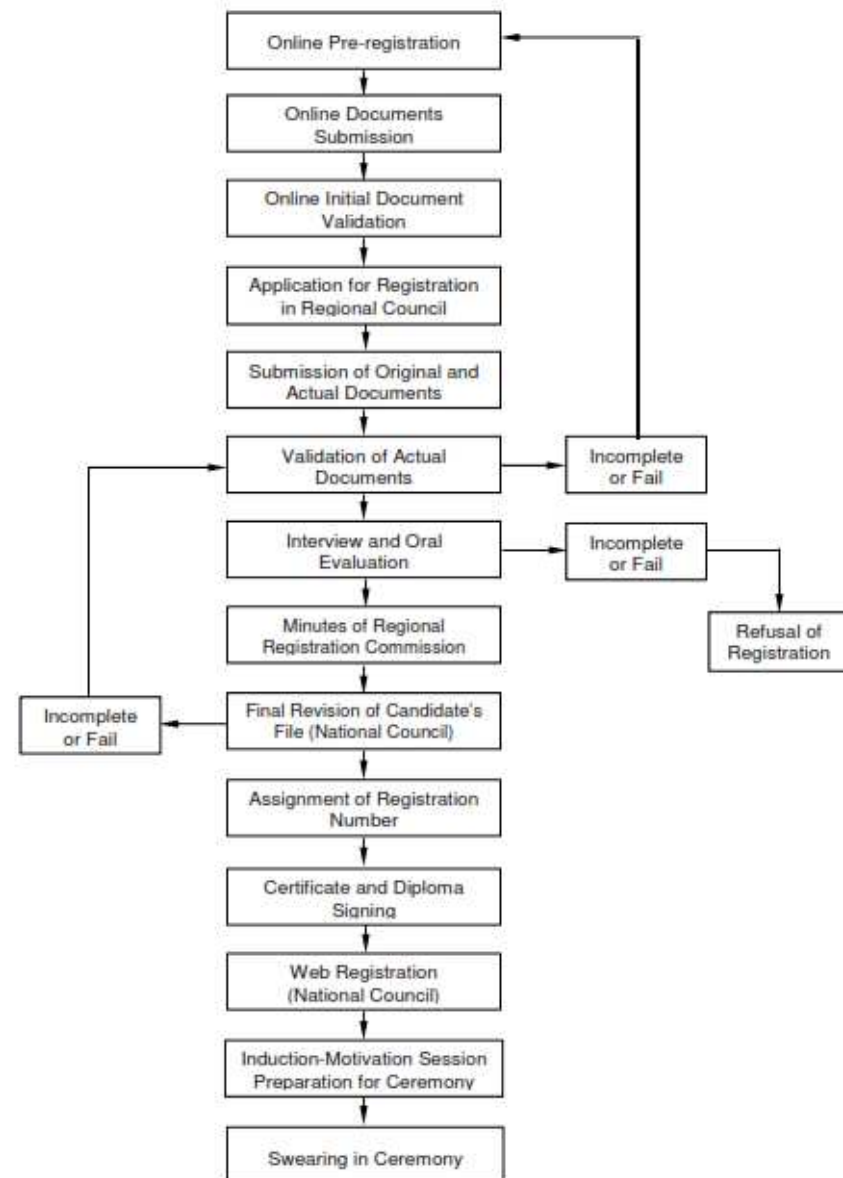 Online Pre-registration
Online Documents
Submission
Online Initial Document
Validation
Application for Registration
in Regional Council
Submission of Original and
Actual Documents
Validation of Actual
Documents
Incomplete
or Fail
Interview and Oral
Evaluation
Incomplete
or Fail
Minutes of Regional
Registration Commission
Refusal of
Registration
Final Revision of Candidate's
File (National Council)
Incomplete
or Fail
Assignment of Registration
Number
Certificate and Diploma
Signing
Web Registration
(National Council)
Induction-Motivation Session
Preparation for Ceremony
Swearing in Ceremony